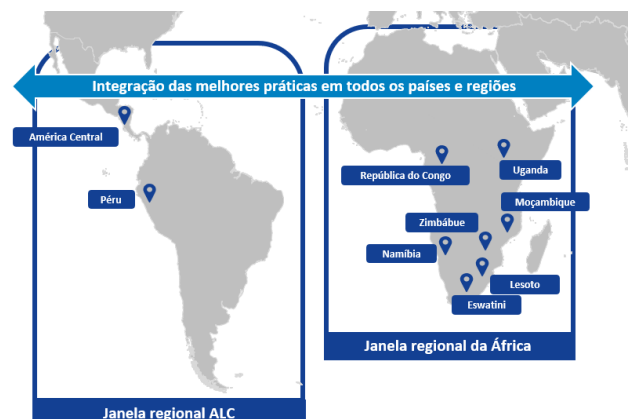 Integração das melhores práticas em todos os países e regiões
América Central
Péru
República do Congo
Uganda
Moçambique
Zimbábue
Namíbia
Lesoto
Eswatini
Janela regional da África
Janela regional ALC